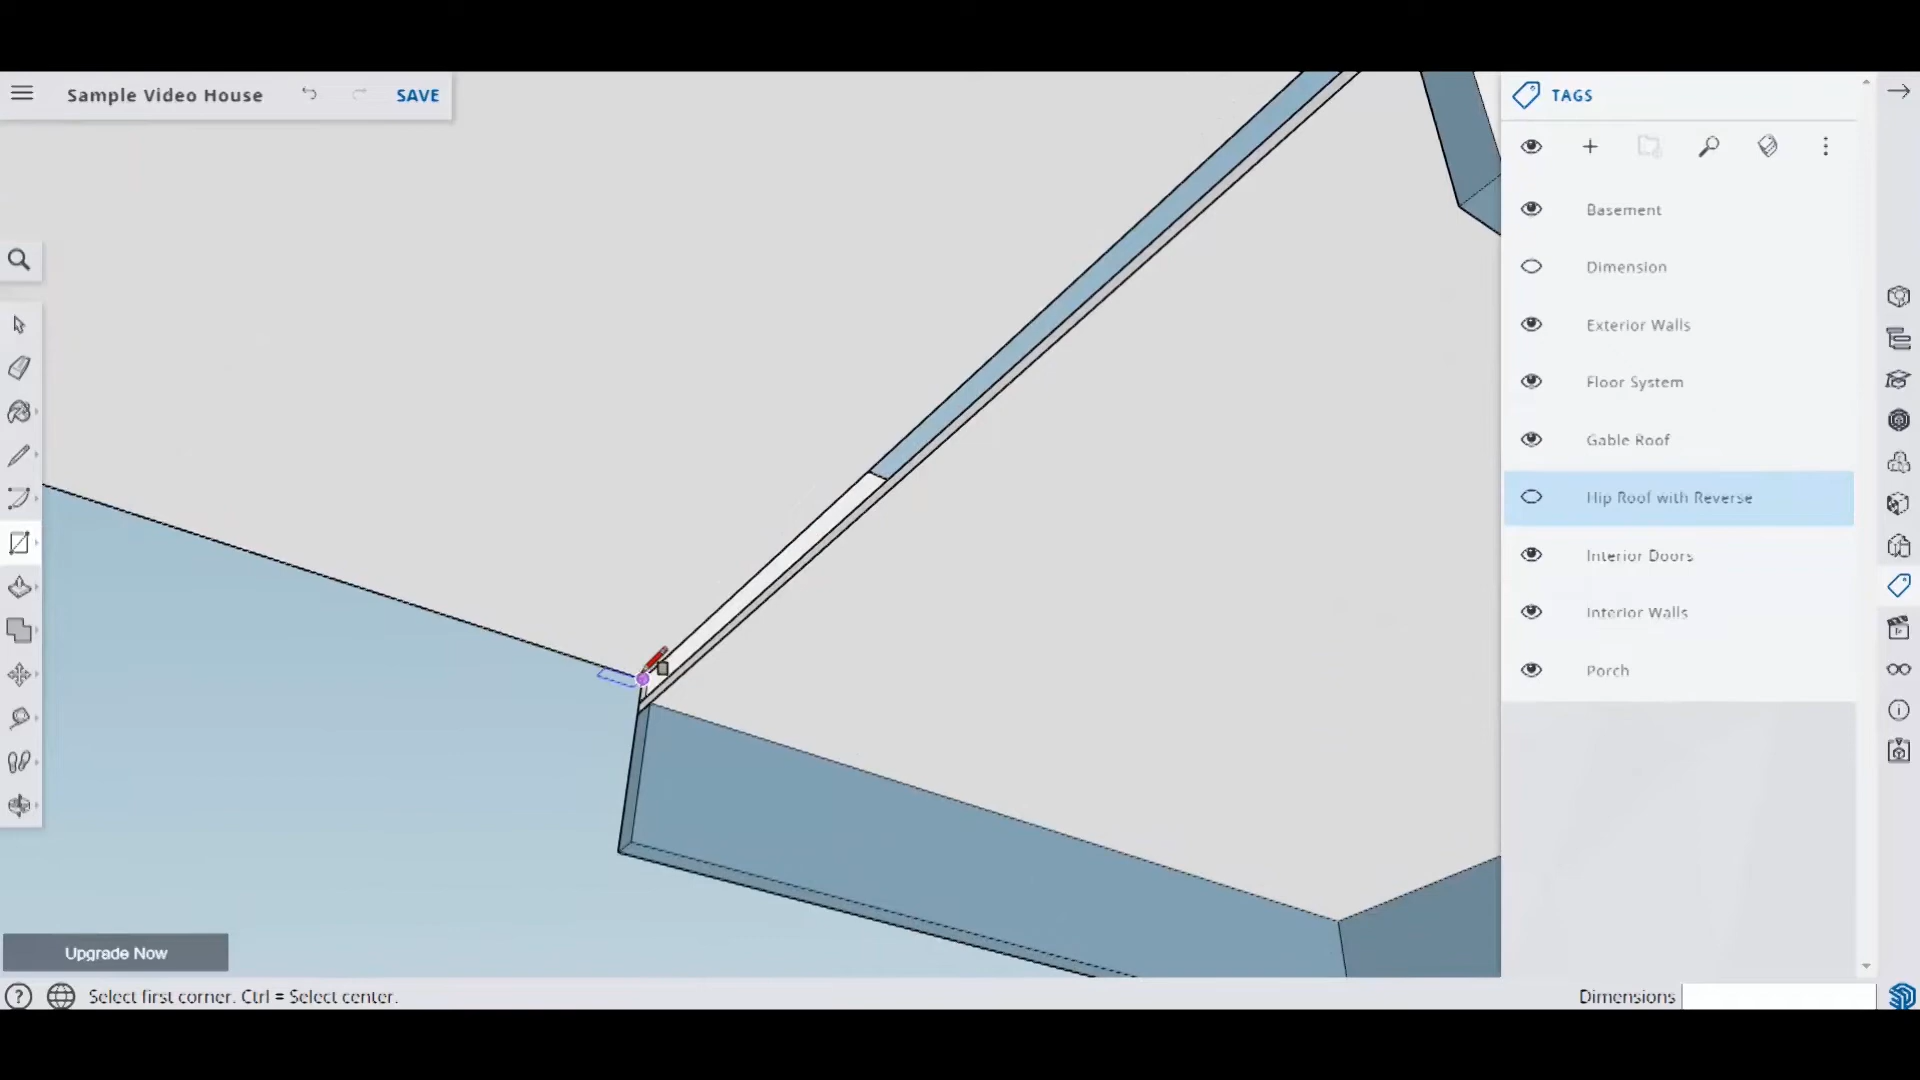 Sample Video House
SAVE
TAGS
Basement
Dimension
Exterior Walls
Floor System
Gable Roof
Hip Roof with Reverse
Interior Doors
Interior Walls
Porch
Upgrade Now
? Select first corner. Ctrl = Select center.
Dimensions